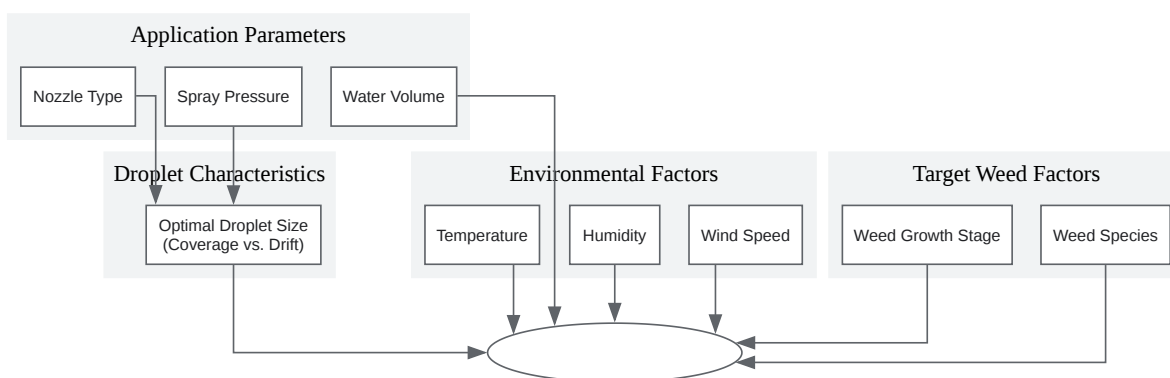 Application Parameters
Nozzle Type
Spray Pressure
Water Volume
Droplet Characteristics
Environmental Factors
Target Weed Factors
Optimal Droplet Size
(Coverage vs. Drift)
Temperature
Humidity
Wind Speed
Weed Growth Stage
Weed Species